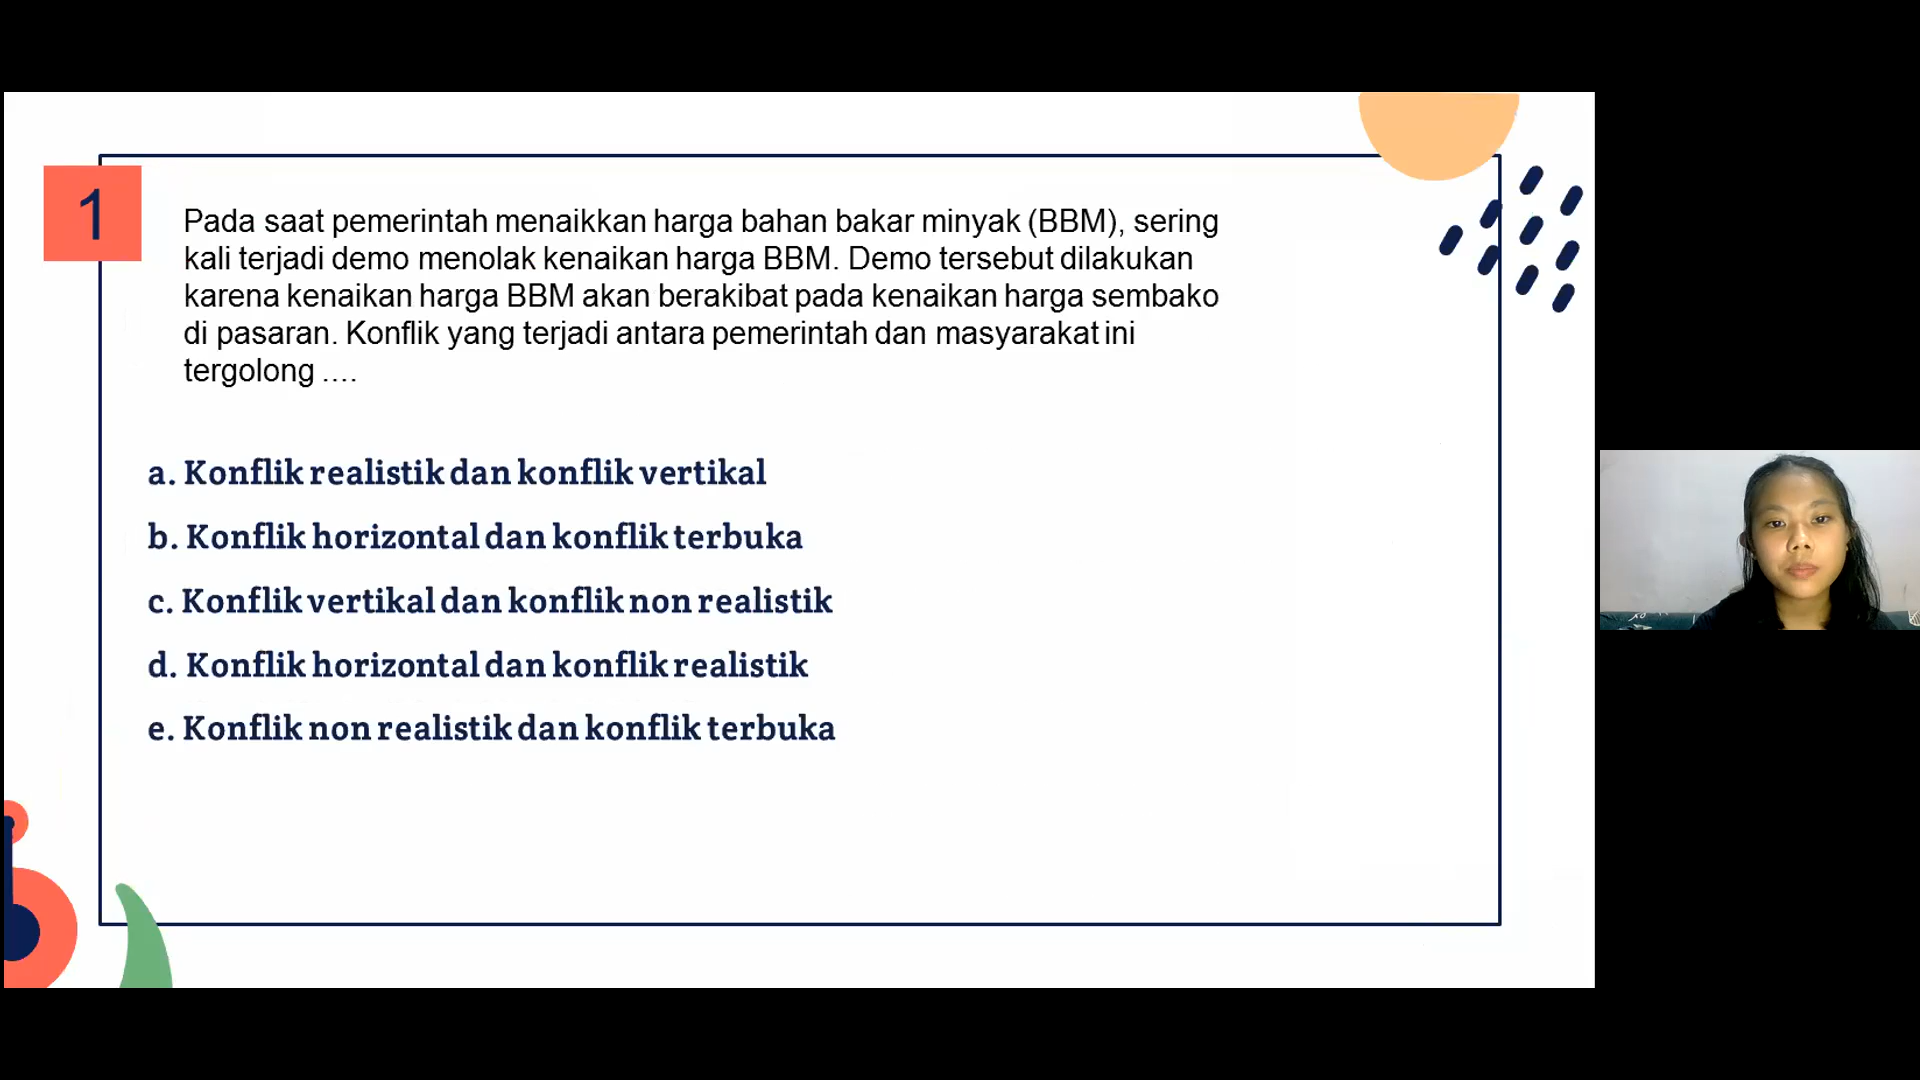 1
Pada saat pemerintah menaikkan harga bahan bakar minyak (BBM), sering
kali terjadi demo menolak kenaikan harga BBM. Demo tersebut dilakukan
karena kenaikan harga BBM akan berakibat pada kenaikan harga sembako
di pasaran. Konflik yang terjadi antara pemerintah dan masyarakat ini
tergolong ....
a. Konflik realistik dan konflik vertikal
b. Konflik horizontal dan konflik terbuka
c. Konflik vertikal dan konflik non realistik
d. Konflik horizontal dan konflik realistik
e. Konflik non realistik dan konflik terbuka